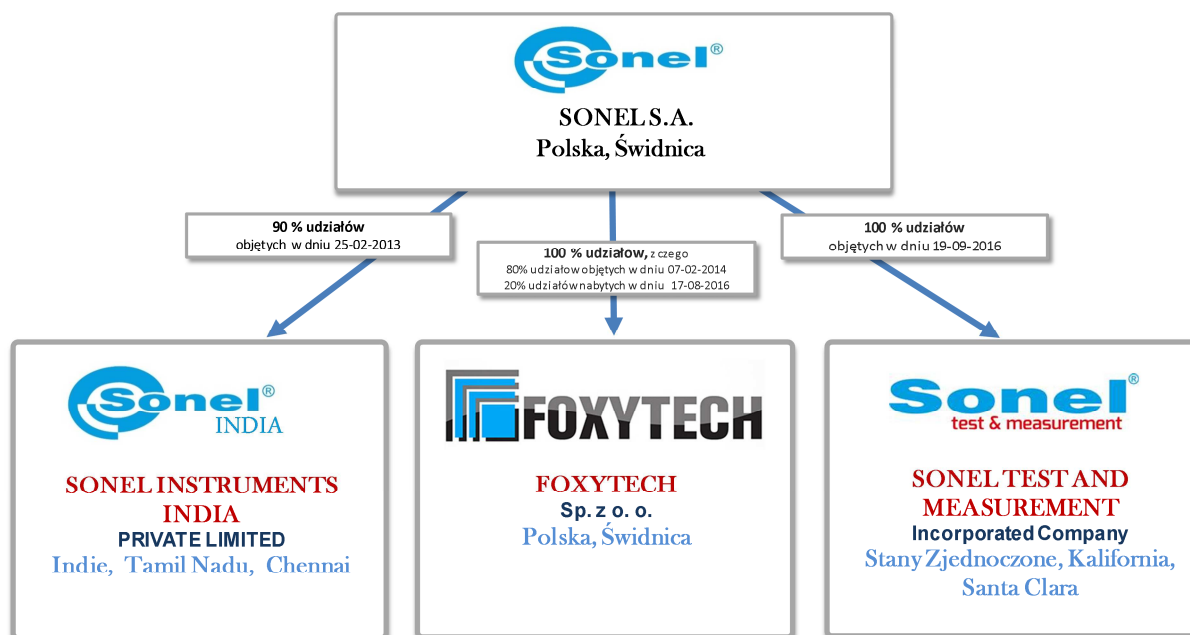 Sonel®
SONEL S.A.
Polska, Świdnica
90 % udziałów
objętych w dniu 25-02-2013
100 % udziałów, z czego
80% udziałow objętych w dniu 07-02-2014
20% udziałów nabytych w dniu 17-08-2016
100 % udziałów
objętych w dniu 19-09-2016
Sonel®
INDIA
SONEL INSTRUMENTS
INDIA
PRIVATE LIMITED
Indie, Tamil Nadu, Chennai
FOXYTECH
FOXYTECH
Sp. z o. o.
Polska, Świdnica
Sonel®
test & measurement
SONEL TEST AND
MEASUREMENT
Incorporated Company
Stany Zjednoczone, Kalifornia,
Santa Clara